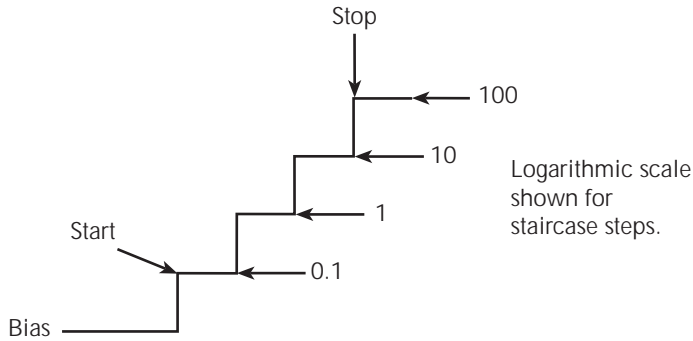 Stop
100
10
Logarithmic scale
shown for
staircase steps.
1
Start
0.1
Bias